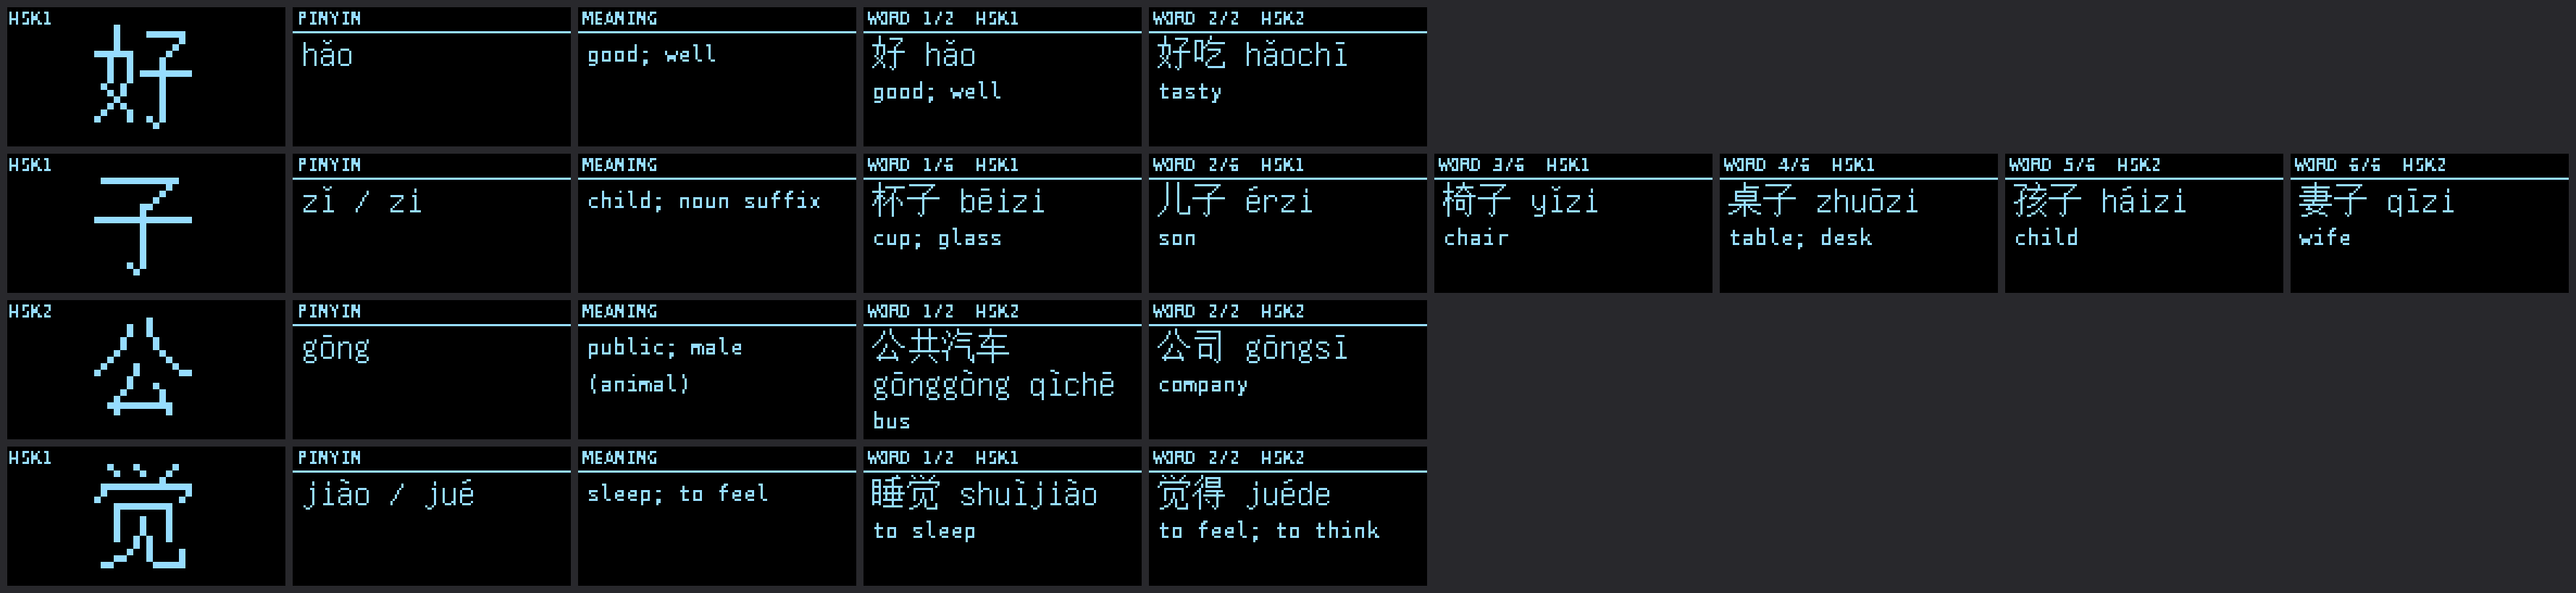 HSK1
好
PINYIN
hǎo
MEANING
good; well
WORD 1/2 HSK1
好 hǎo
good; well
WORD 2/2 HSK2
好吃 hǎochī
tasty
HSK1
子
PINYIN
zǐ / zi
MEANING
child; noun suffix
WORD 1/6 HSK1
杯子 bēizi
cup; glass
WORD 2/6 HSK1
儿子 érzi
son
WORD 3/6 HSK1
椅子 yǐzi
chair
WORD 4/6 HSK1
桌子 zhuōzi
table; desk
WORD 5/6 HSK2
孩子 háizi
child
WORD 6/6 HSK2
妻子 qīzi
wife
HSK2
公
PINYIN
gōng
MEANING
public; male
(animal)
WORD 1/2 HSK2
公共汽车
gōnggòng qìchē
bus
WORD 2/2 HSK2
公司 gōngsī
company
HSK1
觉
PINYIN
jiào / jué
MEANING
sleep; to feel
WORD 1/2 HSK1
睡觉 shuìjiào
to sleep
WORD 2/2 HSK2
觉得 juéde
to feel; to think